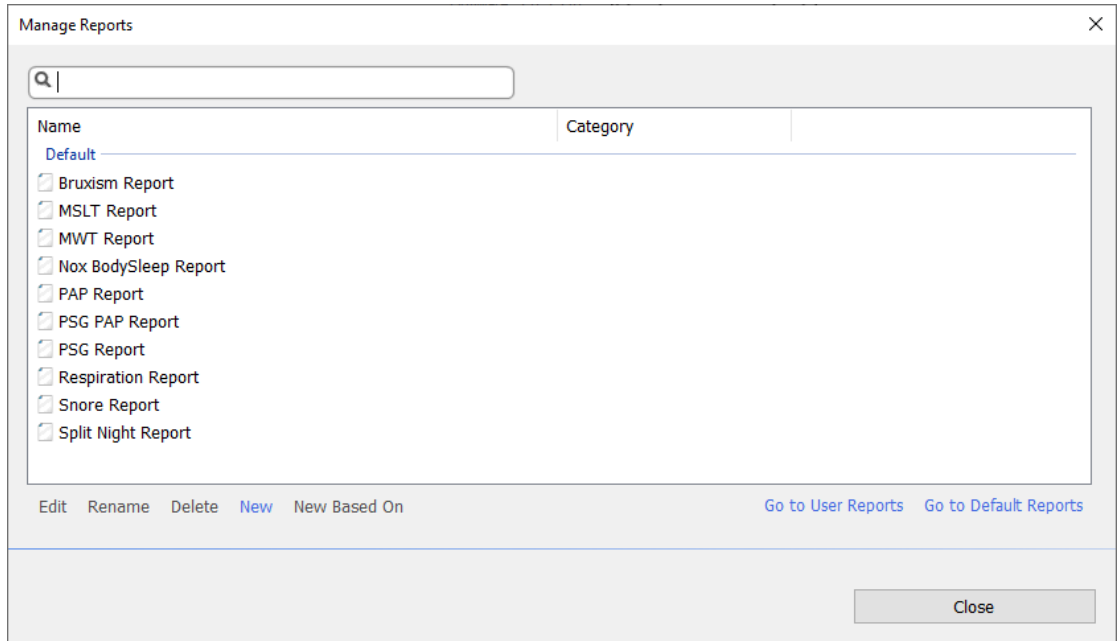 Manage Reports
Name Category
Default
Bruxism Report
MSLT Report
MWT Report
Nox BodySleep Report
PAP Report
PSG PAP Report
PSG Report
Respiration Report
Snore Report
Split Night Report
Edit Rename Delete New New Based On Go to User Reports Go to Default Reports
Close